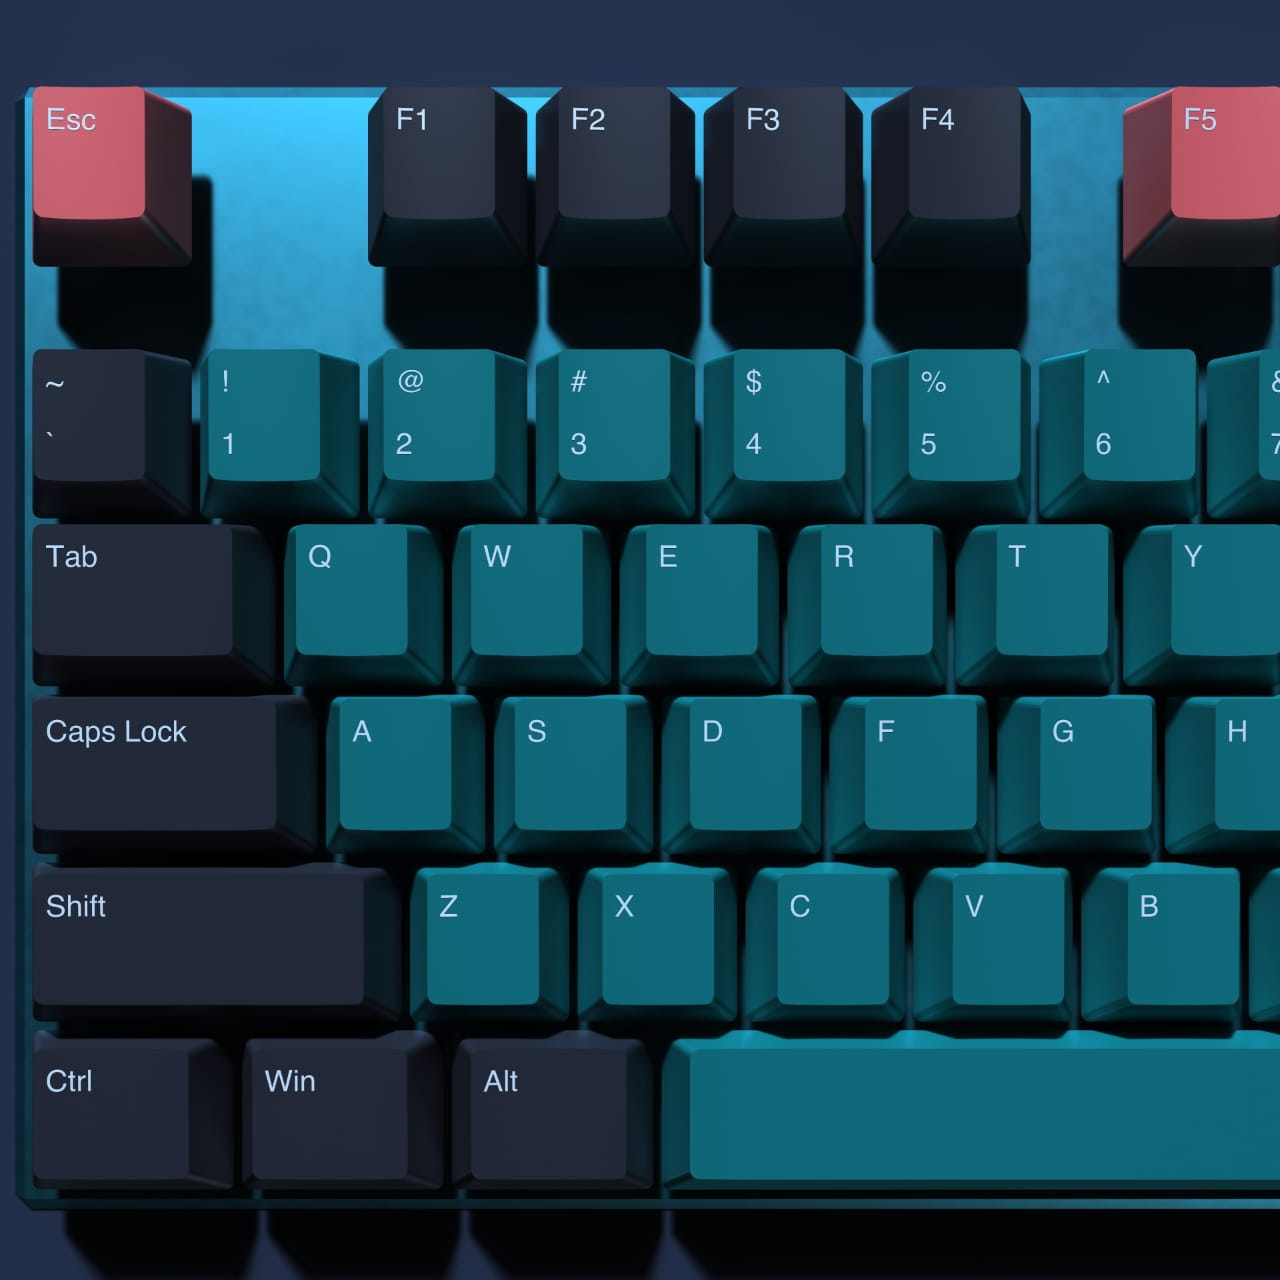 Esc F1 F2 F3 F4 F5
~ ! @ # $ % ^ &
` 1 2 3 4 5 6 7
Tab Q W E R T Y
Caps Lock A S D F G H
Shift Z X C V B
Ctrl Win Alt